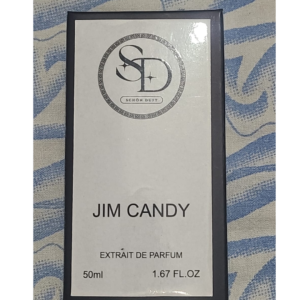 SD
JIM CANDY
EXTRAIT DE PARFUM
50ml 1.67 FL.OZ